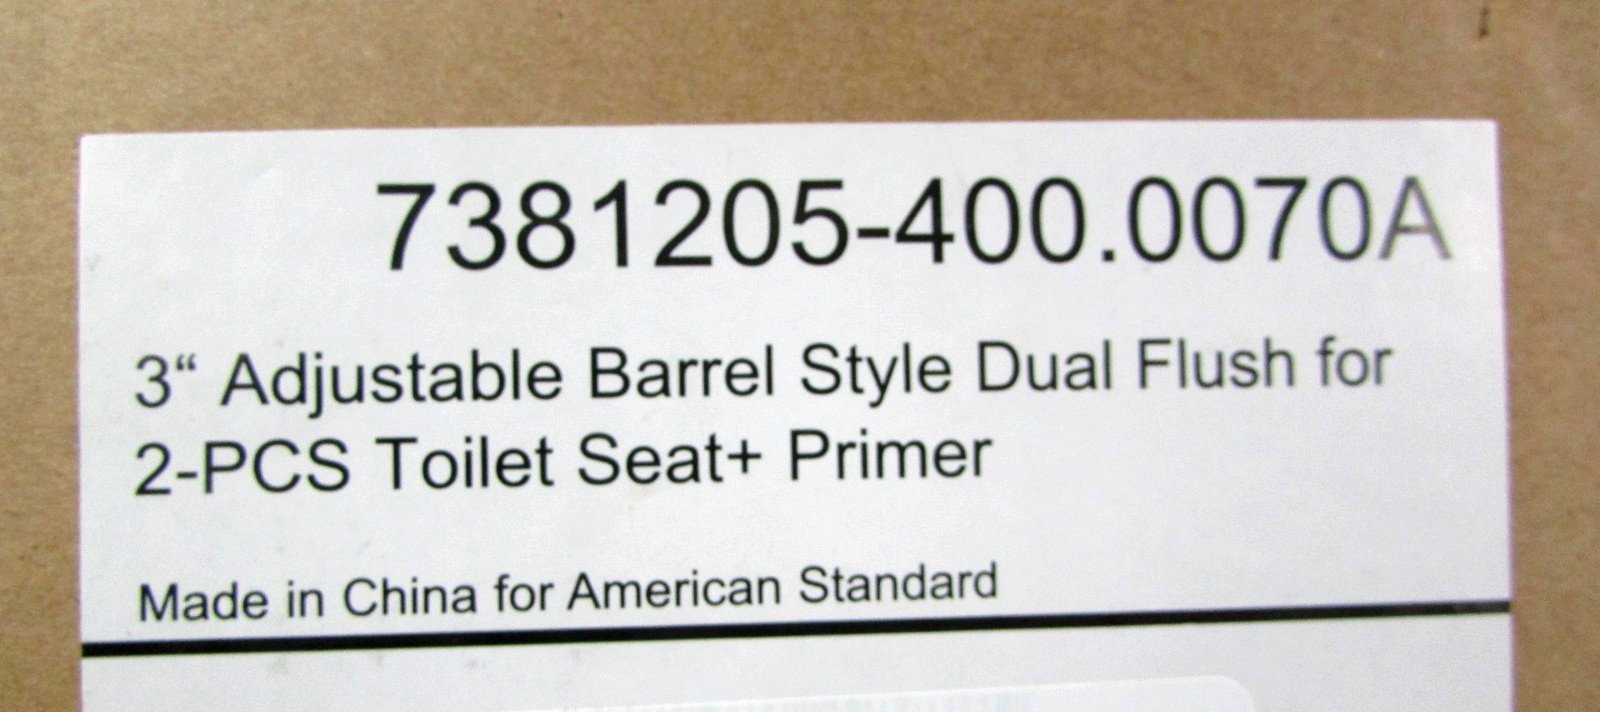 7381205-400.0070A
3“ Adjustable Barrel Style Dual Flush for
2-PCS Toilet Seat+ Primer
Made in China for American Standard